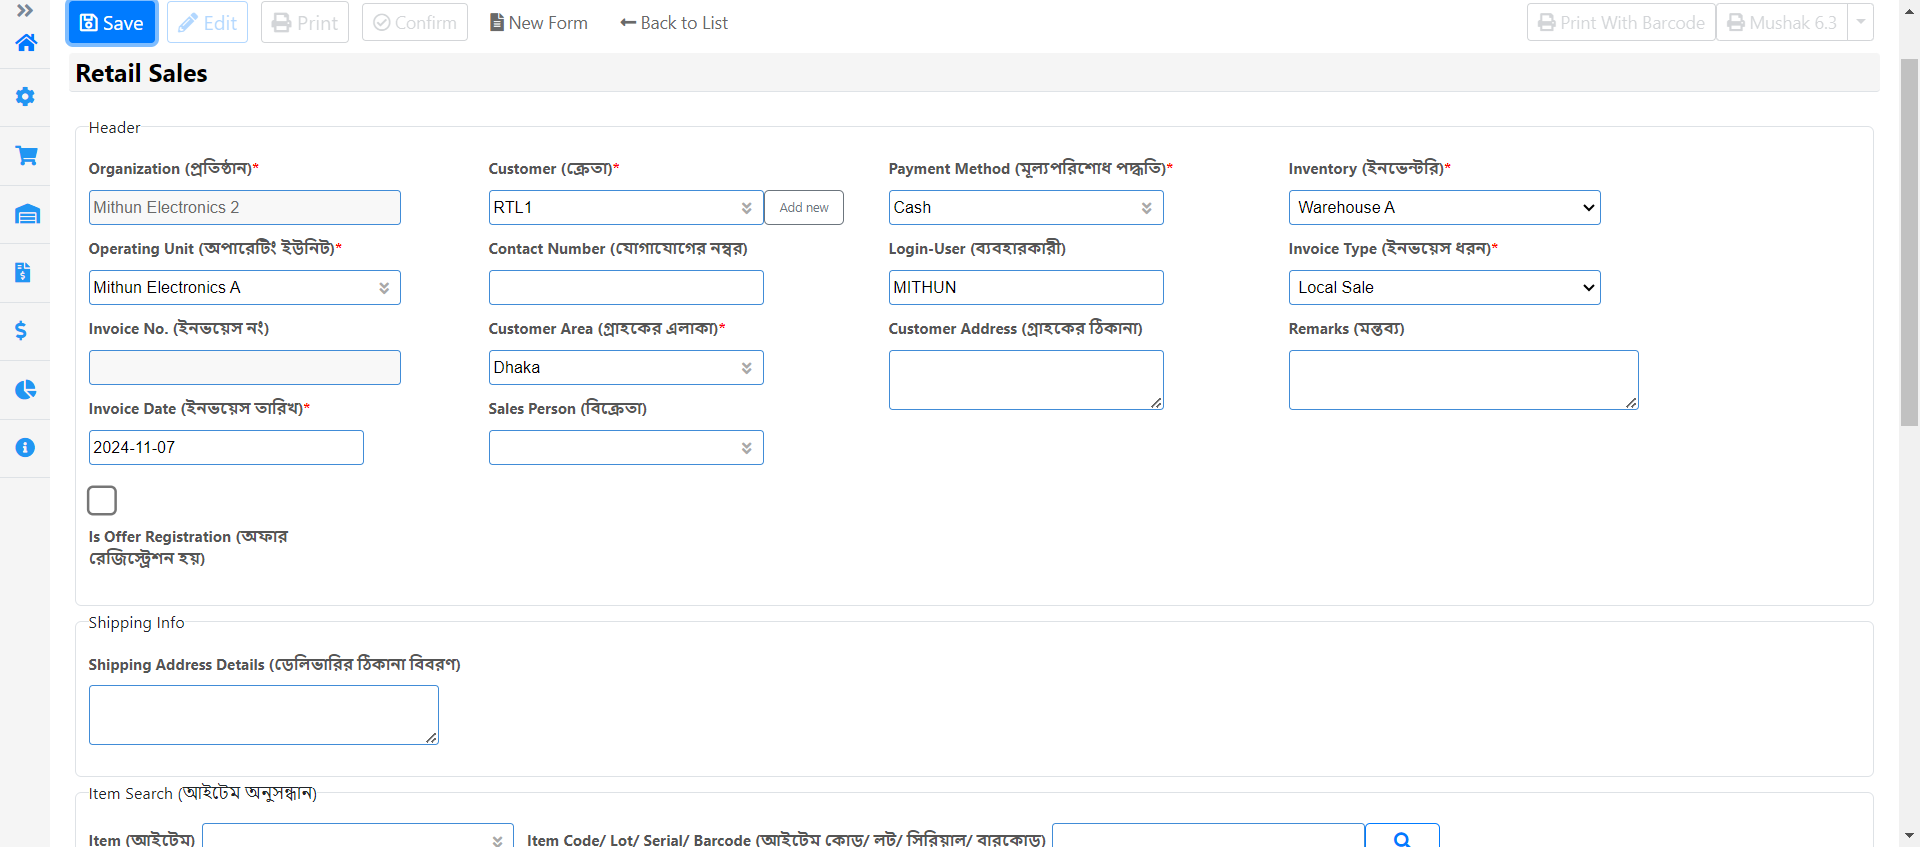 Save Edit Print Confirm New Form Back to List Print With Barcode Mushak 6.3
Retail Sales
Header
Organization (প্রতিষ্ঠান)* Customer (ক্রেতা)* Payment Method (মূল্যপরিশোধ পদ্ধতি)* Inventory (ইনভেন্টরি)*
Mithun Electronics 2 RTL1 Add new Cash Warehouse A
Operating Unit (অপারেটিং ইউনিট)* Contact Number (যোগাযোগের নম্বর) Login-User (ব্যবহারকারী) Invoice Type (ইনভয়েস ধরন)*
Mithun Electronics A MITHUN Local Sale
Invoice No. (ইনভয়েস নং) Customer Area (গ্রাহকের এলাকা)* Customer Address (গ্রাহকের ঠিকানা) Remarks (মন্তব্য)
Dhaka
Invoice Date (ইনভয়েস তারিখ)* Sales Person (বিক্রেতা)
2024-11-07
Is Offer Registration (অফার
রেজিস্ট্রেশন হয়)
Shipping Info
Shipping Address Details (ডেলিভারির ঠিকানা বিবরণ)
Item Search (আইটেম অনুসন্ধান)
Item (আইটেম) Item Code/ Lot/ Serial/ Barcode (আইটেম কোড/ লট/ সিরিয়াল/ বারকোড)